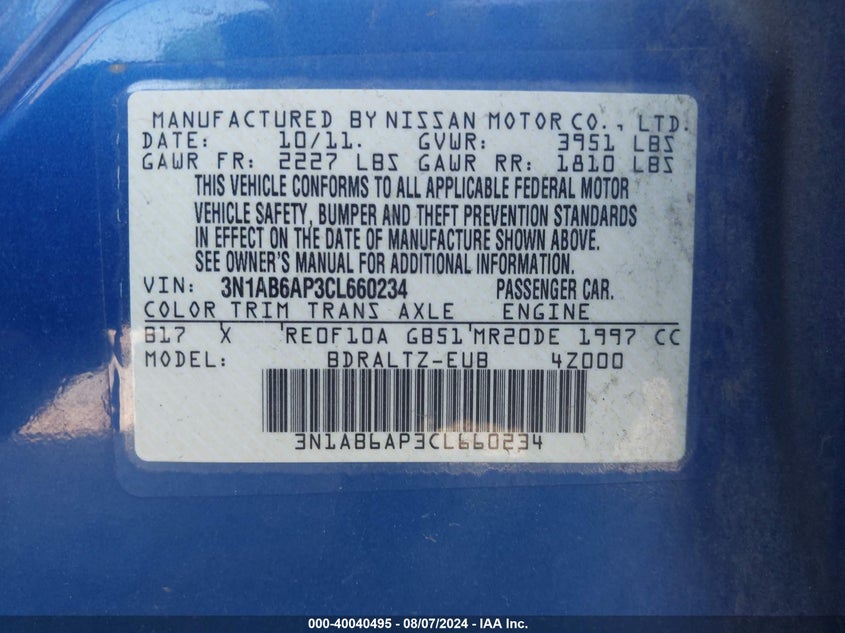 MANUFACTURED BY NISSAN MOTOR CO., LTD.
DATE: 10/11. GVWR: 3951 LBS
GAWR FR: 2227 LBS GAWR RR: 1810 LBS
THIS VEHICLE CONFORMS TO ALL APPLICABLE FEDERAL MOTOR
VEHICLE SAFETY, BUMPER AND THEFT PREVENTION STANDARDS
IN EFFECT ON THE DATE OF MANUFACTURE SHOWN ABOVE.
SEE OWNER'S MANUAL FOR ADDITIONAL INFORMATION.
VIN: 3N1AB6AP3CL660234 PASSENGER CAR.
COLOR TRIM TRANS AXLE ENGINE
B17 X RE0F10A GB51 MR20DE 1997 CC
MODEL: BDRALTZ-EUB 4Z000
3N1AB6AP3CL660234
000-40040495 - 08/07/2024 - IAA Inc.